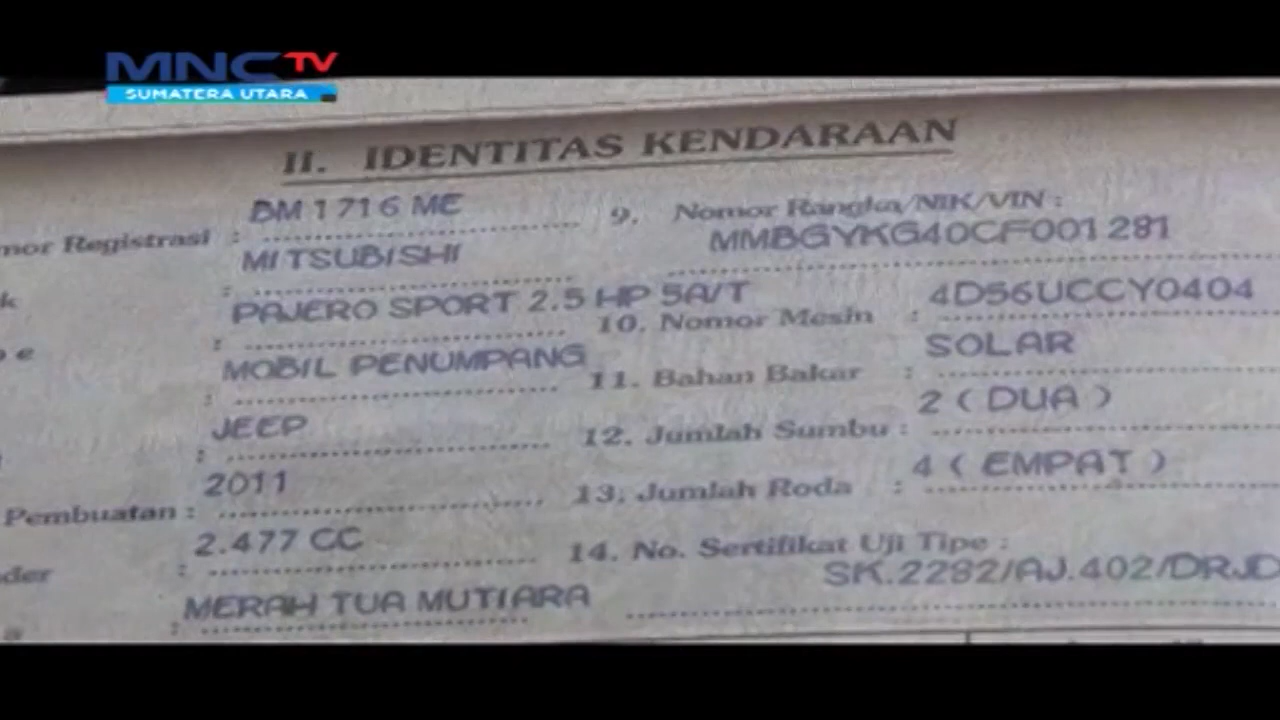 MNCTV
SUMATERA UTARA
II. IDENTITAS KENDARAAN
mor Registrasi : BM 1716 ME
k : MITSUBISHI
p e : PAJERO SPORT 2.5 HP 5A/T
: MOBIL PENUMPANG
: JEEP
Pembuatan : 2011
der : 2.477 CC
a : MERAH TUA MUTIARA
9. Nomor Rangka/NIK/VIN :
MMBGYKG40CF001281
10. Nomor Mesin : 4D56UCCY0404
11. Bahan Bakar : SOLAR
12. Jumlah Sumbu : 2 ( DUA )
13. Jumlah Roda : 4 ( EMPAT )
14. No. Sertifikat Uji Tipe :
SK.2282/AJ.402/DRJD